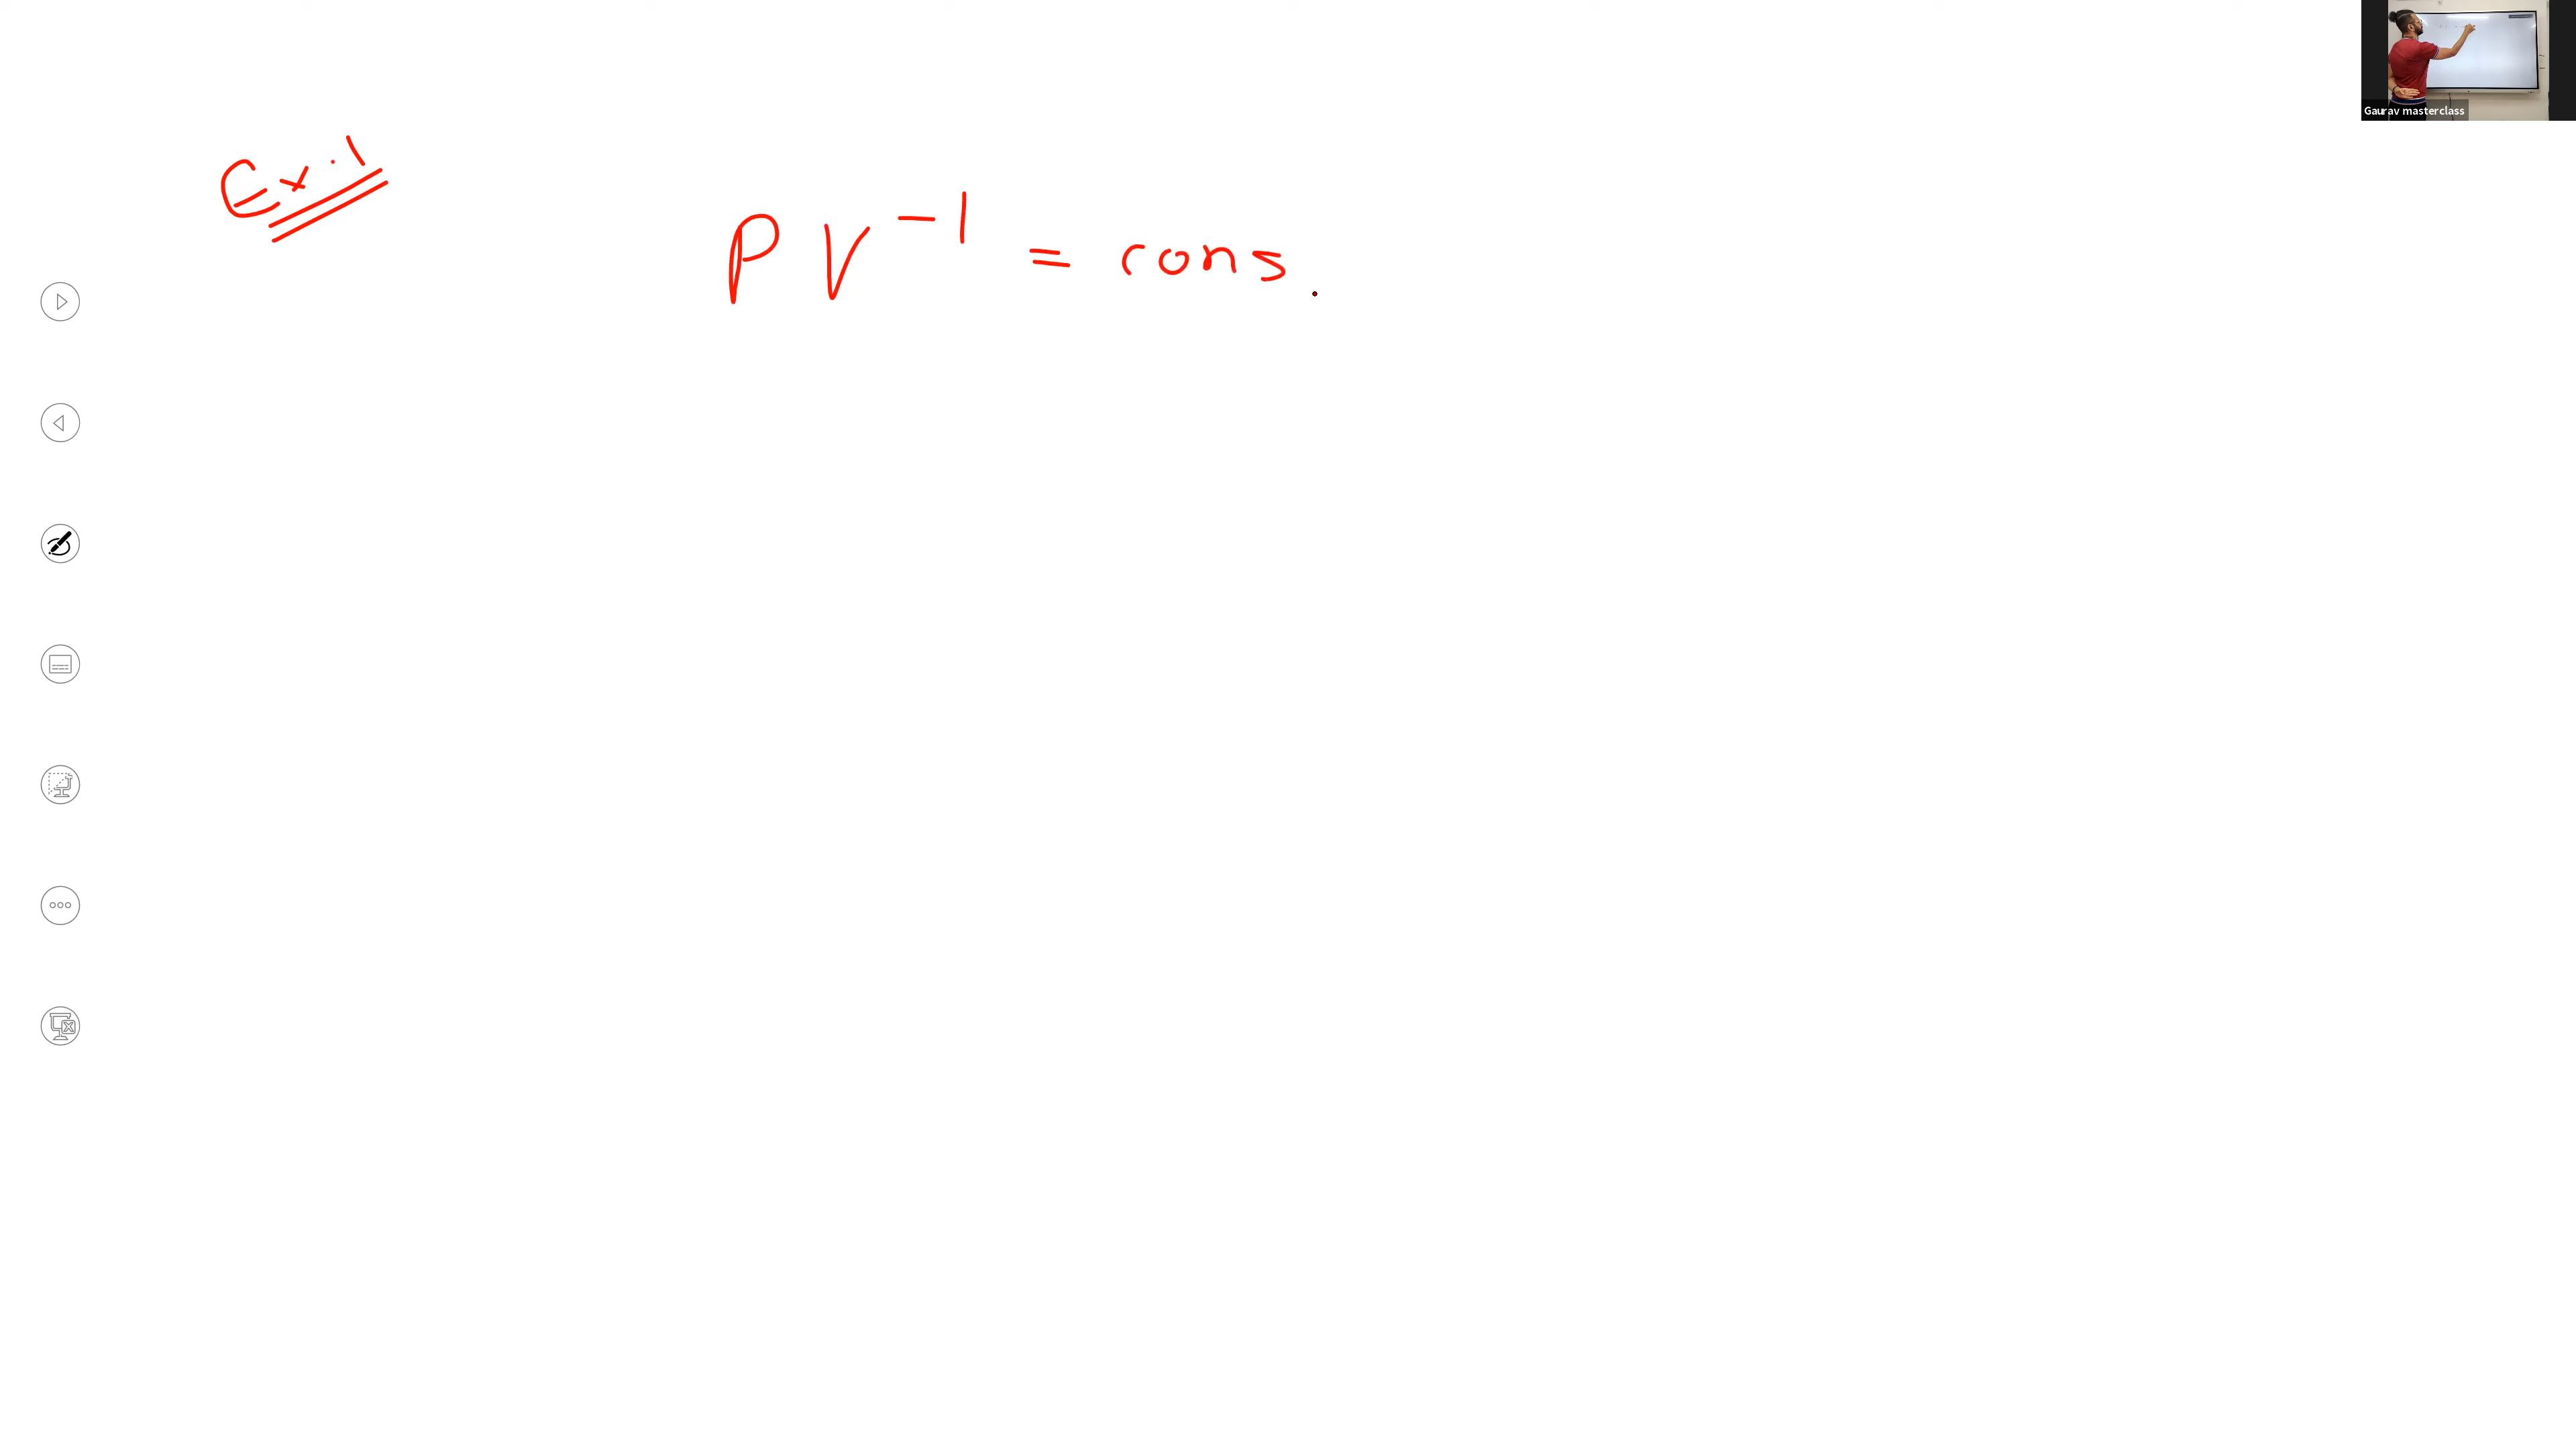 Gaurav masterclass
Ex.1
PV⁻¹ = cons